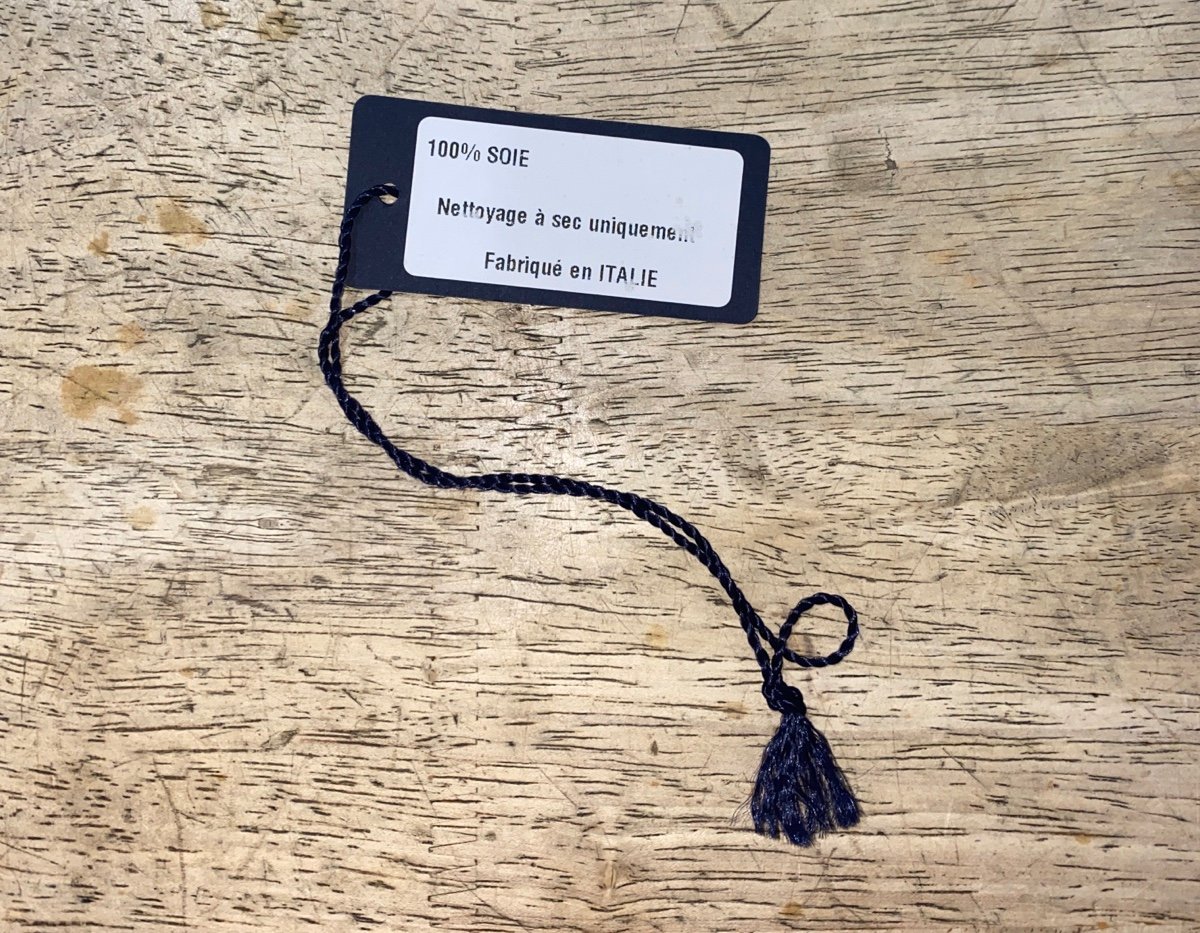 100% SOIE
Nettoyage à sec uniquement
Fabriqué en ITALIE